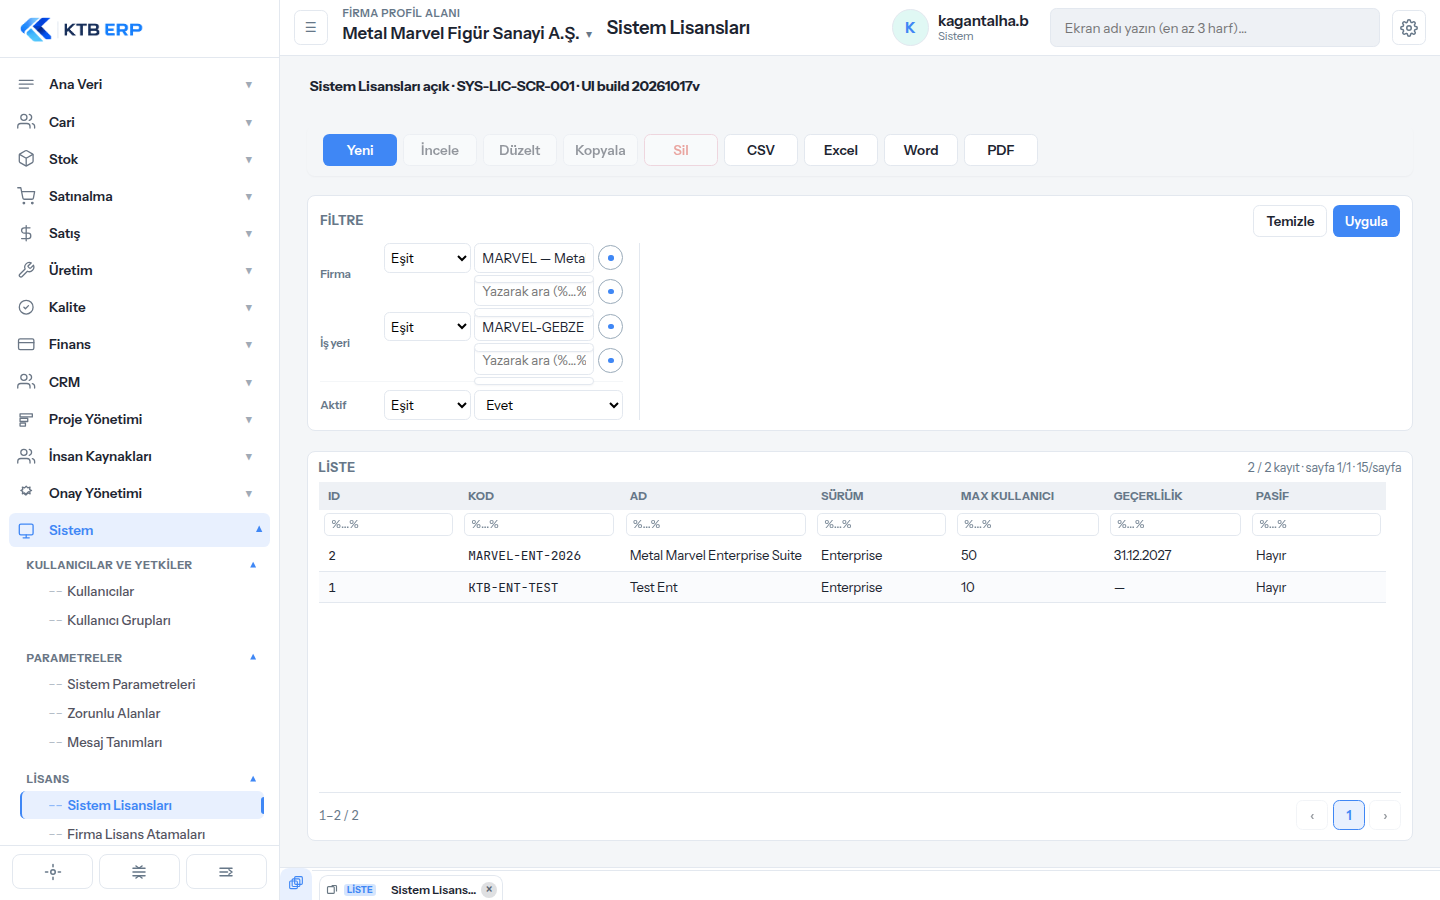 KTB ERP
Ana Veri
Cari
Stok
Satınalma
Satış
Üretim
Kalite
Finans
CRM
Proje Yönetimi
İnsan Kaynakları
Onay Yönetimi
Sistem
KULLANICILAR VE YETKİLER
Kullanıcılar
Kullanıcı Grupları
PARAMETRELER
Sistem Parametreleri
Zorunlu Alanlar
Mesaj Tanımları
LİSANS
Sistem Lisansları
Firma Lisans Atamaları
FİRMA PROFİL ALANI
Metal Marvel Figür Sanayi A.Ş.
Sistem Lisansları
K
kagantalha.b
Sistem
Ekran adı yazın (en az 3 harf)...
Sistem Lisansları açık · SYS-LIC-SCR-001 · UI build 20261017v
Yeni İncele Düzelt Kopyala Sil CSV Excel Word PDF
FİLTRE
Temizle Uygula
Firma Eşit MARVEL — Meta
Yazarak ara (%...%
İş yeri Eşit MARVEL-GEBZE
Yazarak ara (%...%
Aktif Eşit Evet
LİSTE
2 / 2 kayıt · sayfa 1/1 · 15/sayfa
ID KOD AD SÜRÜM MAX KULLANICI GEÇERLİLİK PASİF
%...% %...% %...% %...% %...% %...% %...%
2 MARVEL-ENT-2026 Metal Marvel Enterprise Suite Enterprise 50 31.12.2027 Hayır
1 KTB-ENT-TEST Test Ent Enterprise 10 — Hayır
1–2 / 2
‹ 1 ›
LİSTE Sistem Lisans... ×